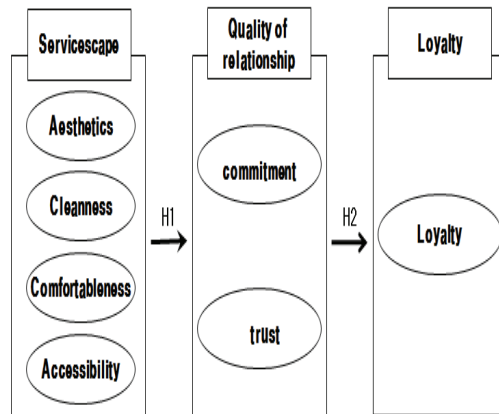 Servicescape
Aesthetics
Cleanness
Comfortableness
Accessibility
H1
Quality of
relationship
commitment
trust
H2
Loyalty
Loyalty